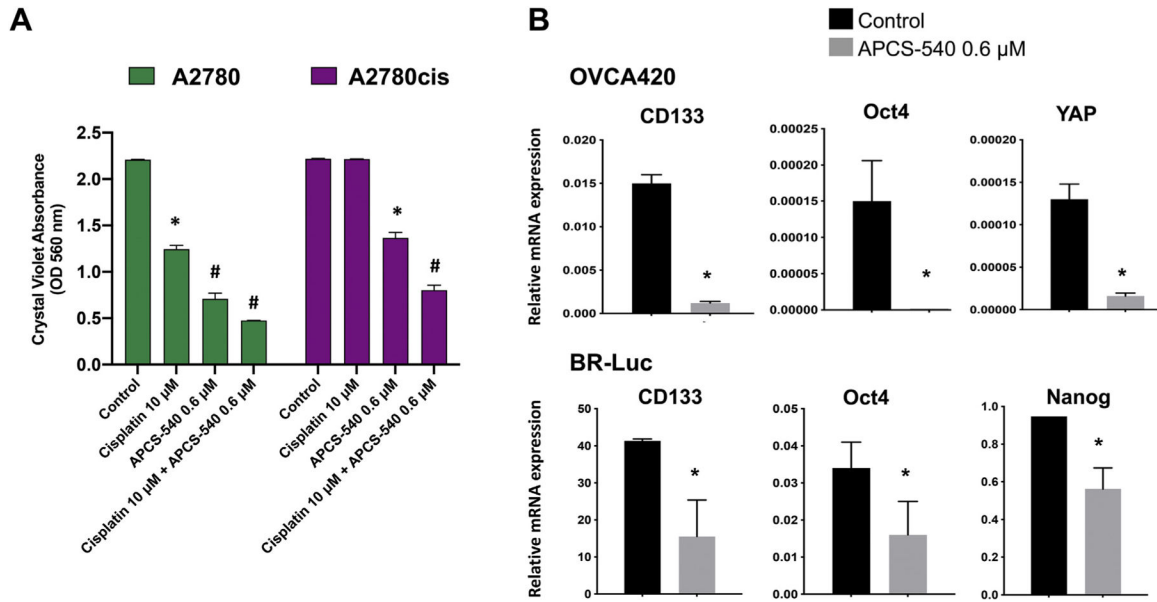 A
A2780
A2780cis
Crystal Violet Absorbance
(OD 560 nm)
2.5
2.0
1.5
1.0
0.5
0.0
*
#
#
*
#
Control
Cisplatin 10 μM
APCS-540 0.6 μM
Cisplatin 10 μM + APCS-540 0.6 μM
Control
Cisplatin 10 μM
APCS-540 0.6 μM
Cisplatin 10 μM + APCS-540 0.6 μM
B
Control
APCS-540 0.6 μM
OVCA420
CD133
Relative mRNA expression
0.020
0.015
0.010
0.005
0.000
*
Oct4
0.00025
0.00020
0.00015
0.00010
0.00005
0.00000
*
YAP
0.00020
0.00015
0.00010
0.00005
0.00000
*
BR-Luc
CD133
Relative mRNA expression
50
40
30
20
10
0
*
Oct4
0.05
0.04
0.03
0.02
0.01
0.00
*
Nanog
1.0
0.8
0.6
0.4
0.2
0.0
*